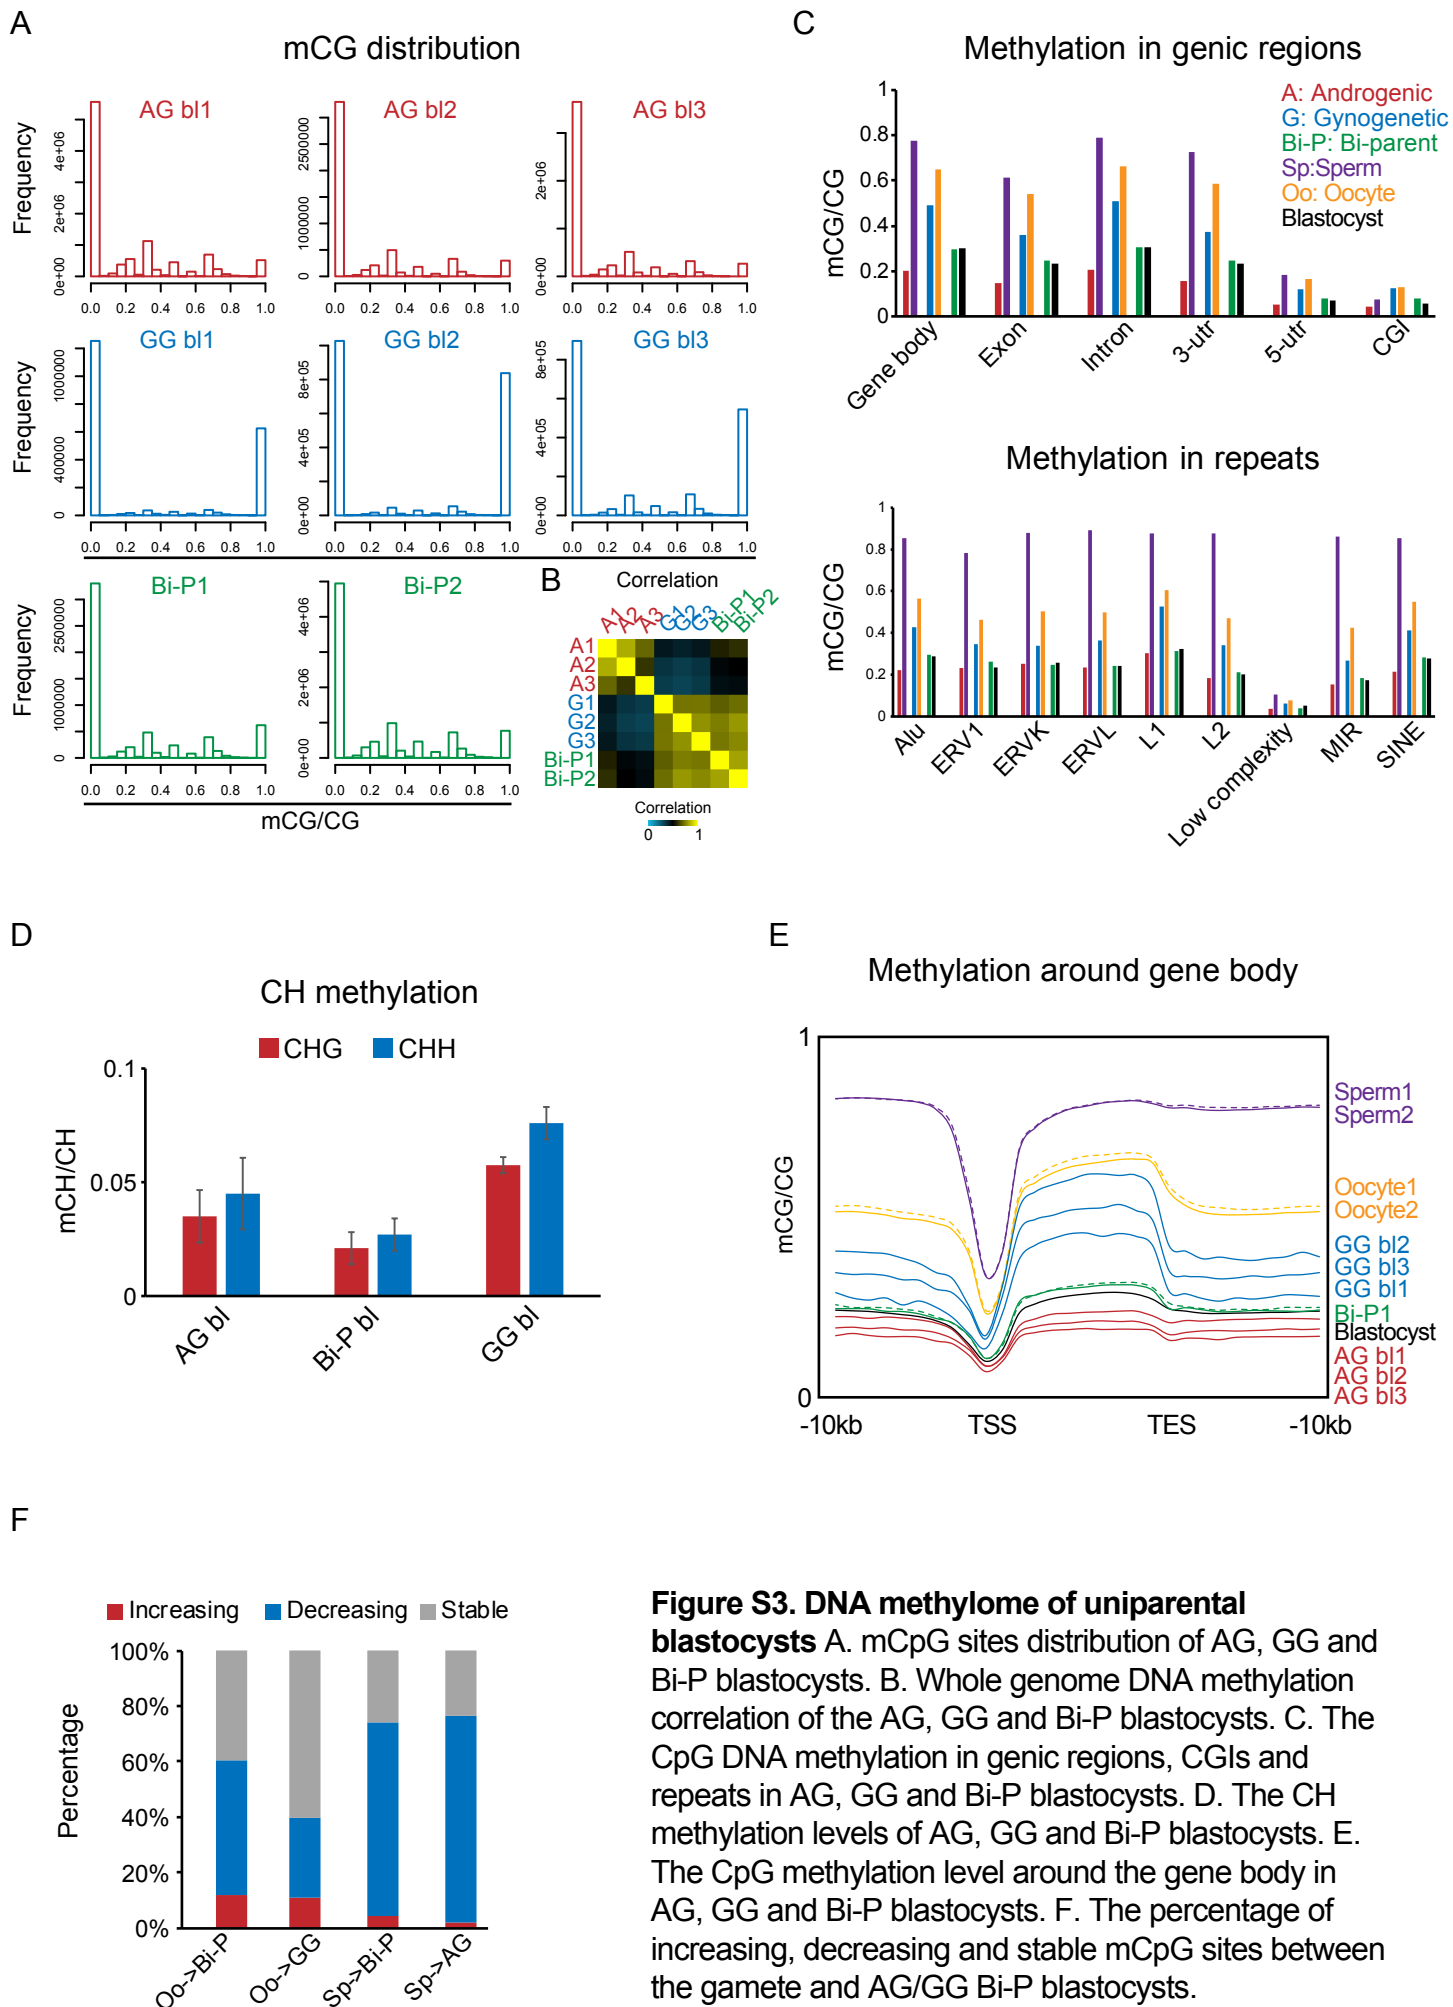 A
mCG distribution
AG bl1
AG bl2
AG bl3
Frequency
0e+00 2e+06 4e+06
0 1000000 2500000
0e+00 2e+06
0.0 0.2 0.4 0.6 0.8 1.0
0.0 0.2 0.4 0.6 0.8 1.0
0.0 0.2 0.4 0.6 0.8 1.0
GG bl1
GG bl2
GG bl3
Frequency
0 400000 1000000
0e+00 4e+05 8e+05
0e+00 4e+05 8e+05
0.0 0.2 0.4 0.6 0.8 1.0
0.0 0.2 0.4 0.6 0.8 1.0
0.0 0.2 0.4 0.6 0.8 1.0
Bi-P1
Bi-P2
Frequency
0 1000000 2500000
0e+00 2e+06 4e+06
0.0 0.2 0.4 0.6 0.8 1.0
0.0 0.2 0.4 0.6 0.8 1.0
mCG/CG
B
Correlation
A1 A2 A3 G1 G2 G3 Bi-P1 Bi-P2
A1
A2
A3
G1
G2
G3
Bi-P1
Bi-P2
Correlation
0 1
C
Methylation in genic regions
A: Androgenic
G: Gynogenetic
Bi-P: Bi-parent
Sp:Sperm
Oo: Oocyte
Blastocyst
mCG/CG
1
0.8
0.6
0.4
0.2
0
Gene body Exon Intron 3-utr 5-utr CGI
Methylation in repeats
mCG/CG
1
0.8
0.6
0.4
0.2
0
Alu ERV1 ERVK ERVL L1 L2 Low complexity MIR SINE
D
CH methylation
CHG CHH
mCH/CH
0.1
0.05
0
AG bl Bi-P bl GG bl
E
Methylation around gene body
mCG/CG
1
0
Sperm1
Sperm2
Oocyte1
Oocyte2
GG bl2
GG bl3
GG bl1
Bi-P1
Blastocyst
AG bl1
AG bl2
AG bl3
-10kb TSS TES -10kb
F
Increasing Decreasing Stable
Percentage
100%
80%
60%
40%
20%
0%
Oo->Bi-P Oo->GG Sp->Bi-P Sp->AG
Figure S3. DNA methylome of uniparental
blastocysts A. mCpG sites distribution of AG, GG and
Bi-P blastocysts. B. Whole genome DNA methylation
correlation of the AG, GG and Bi-P blastocysts. C. The
CpG DNA methylation in genic regions, CGIs and
repeats in AG, GG and Bi-P blastocysts. D. The CH
methylation levels of AG, GG and Bi-P blastocysts. E.
The CpG methylation level around the gene body in
AG, GG and Bi-P blastocysts. F. The percentage of
increasing, decreasing and stable mCpG sites between
the gamete and AG/GG Bi-P blastocysts.